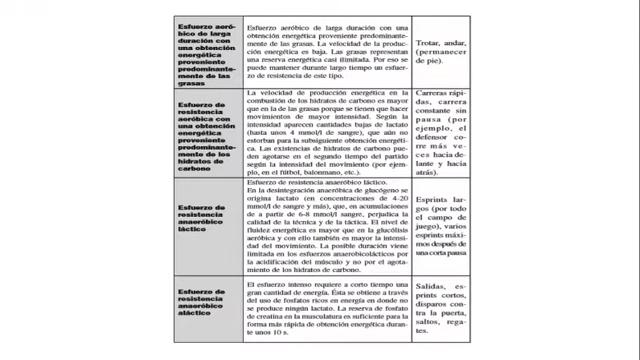 Esfuerzo aeró-
bico de larga
duración con
una obtención
energética
proveniente
predominante-
mente de las
grasas
Esfuerzo aeróbico de larga duración con una
obtención energética proveniente predominante-
mente de las grasas. La velocidad de la produc-
ción energética es baja. Las grasas representan
una reserva energética casi ilimitada. Por eso se
puede mantener durante largo tiempo un esfuer-
zo de resistencia de este tipo.
Trotar, andar,
(permanecer
de pie).
Esfuerzo de
resistencia
aeróbica con
una obtención
energética
proveniente
predominante-
mente de los
hidratos de
carbono
La velocidad de producción energética en la
combustión de los hidratos de carbono es mayor
que en la de las grasas porque se tienen que hacer
movimientos de mayor intensidad. Según la
intensidad aparecen cantidades bajas de lactato
(hasta unos 4 mmol/l de sangre), que aún no
estorban para la subsiguiente obtención energéti-
ca. Las existencias de hidratos de carbono pue-
den agotarse en el segundo tiempo del partido
según la intensidad del movimiento (por ejem-
plo, en el fútbol, balonmano, etc.).
Carreras rápi-
das, carrera
constante sin
pausa (por
ejemplo, el
defensor co-
rre más ve-
ces hacia de-
lante y hacia
atrás).
Esfuerzo de
resistencia
anaeróbico
láctico
Esfuerzo de resistencia anaeróbico láctico.
En la desintegración anaeróbica de glucógeno se
origina lactato (en concentraciones de 4-20
mmol/l de sangre y más), que, en acumulaciones
de a partir de 6-8 mmol/l sangre, perjudica la
calidad de la técnica y de la táctica. El nivel de
fluidez energética es mayor que en la glucólisis
aeróbica y con ello también es mayor la intensi-
dad del movimiento. La posible duración viene
limitada en los esfuerzos anaerobicolácticos por
la acidificación del músculo y no por el agota-
miento de los hidratos de carbono.
Esprints lar-
gos (por todo
el campo de
juego), varios
esprints máxi-
mos después de
una corta pausa
Esfuerzo de
resistencia
anaeróbico
aláctico
El esfuerzo intenso requiere a corto tiempo una
gran cantidad de energía. Ésta se obtiene a través
del uso de fosfatos ricos en energía en donde no
se produce ningún lactato. La reserva de fosfato
de creatina en la musculatura es suficiente para la
forma más rápida de obtención energética duran-
te unos 10 s.
Salidas, es-
prints cortos,
disparos con-
tra la puerta,
saltos, rega-
tes.